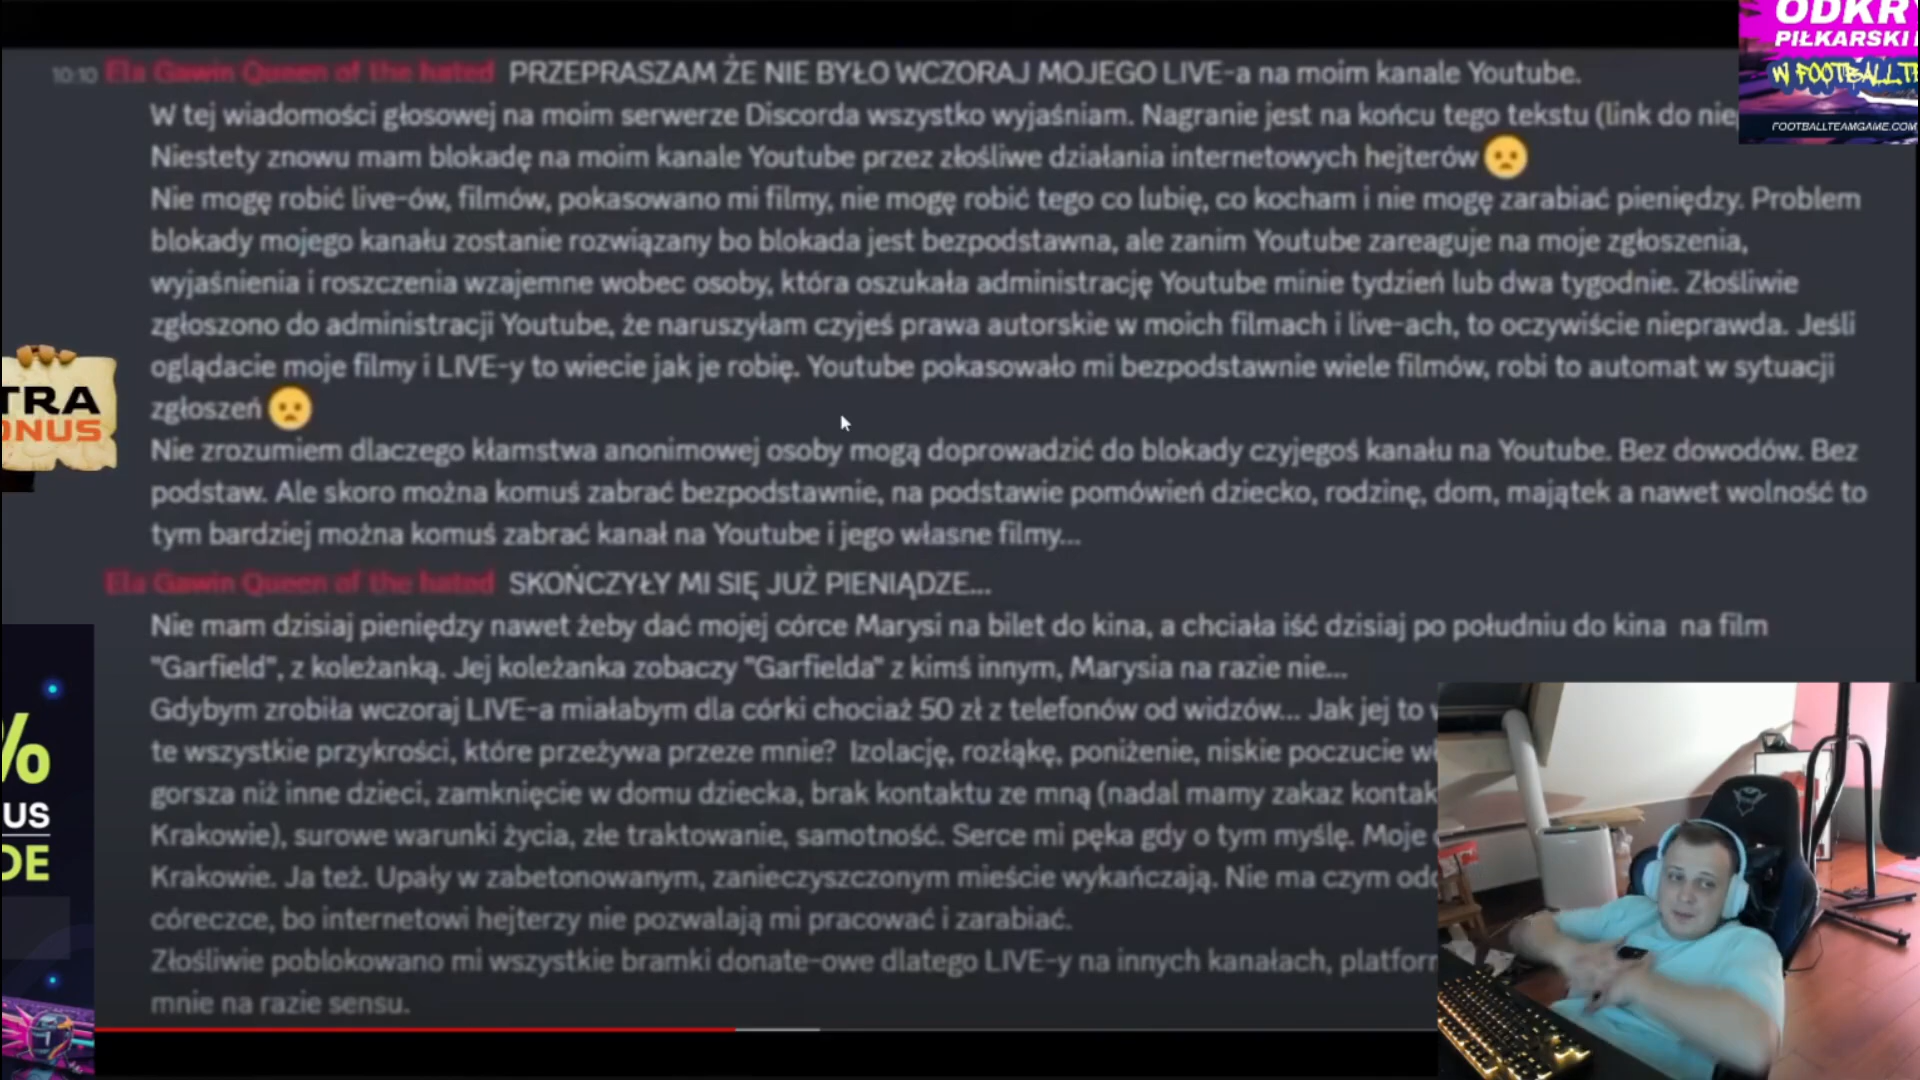 ODKR
PIŁKARSKI
W FOOTBALLT
FOOTBALLTEAMGAME.COM
10:10 Ela Gawin Queen of the hated PRZEPRASZAM ŻE NIE BYŁO WCZORAJ MOJEGO LIVE-a na moim kanale Youtube.
W tej wiadomości głosowej na moim serwerze Discorda wszystko wyjaśniam. Nagranie jest na końcu tego tekstu (link do nie
Niestety znowu mam blokadę na moim kanale Youtube przez złośliwe działania internetowych hejterów
Nie mogę robić live-ów, filmów, pokasowano mi filmy, nie mogę robić tego co lubię, co kocham i nie mogę zarabiać pieniędzy. Problem
blokady mojego kanału zostanie rozwiązany bo blokada jest bezpodstawna, ale zanim Youtube zareaguje na moje zgłoszenia,
wyjaśnienia i roszczenia wzajemne wobec osoby, która oszukała administrację Youtube minie tydzień lub dwa tygodnie. Złośliwie
zgłoszono do administracji Youtube, że naruszyłam czyjeś prawa autorskie w moich filmach i live-ach, to oczywiście nieprawda. Jeśli
oglądacie moje filmy i LIVE-y to wiecie jak je robię. Youtube pokasowało mi bezpodstawnie wiele filmów, robi to automat w sytuacji
zgłoszeń
Nie zrozumiem dlaczego kłamstwa anonimowej osoby mogą doprowadzić do blokady czyjegoś kanału na Youtube. Bez dowodów. Bez
podstaw. Ale skoro można komuś zabrać bezpodstawnie, na podstawie pomówień dziecko, rodzinę, dom, majątek a nawet wolność to
tym bardziej można komuś zabrać kanał na Youtube i jego własne filmy...
Ela Gawin Queen of the hated SKOŃCZYŁY MI SIĘ JUŻ PIENIĄDZE...
Nie mam dzisiaj pieniędzy nawet żeby dać mojej córce Marysi na bilet do kina, a chciała iść dzisiaj po południu do kina na film
"Garfield", z koleżanką. Jej koleżanka zobaczy "Garfielda" z kimś innym, Marysia na razie nie...
Gdybym zrobiła wczoraj LIVE-a miałabym dla córki chociaż 50 zł z telefonów od widzów... Jak jej to
te wszystkie przykrości, które przeżywa przeze mnie? Izolację, rozłąkę, poniżenie, niskie poczucie
gorsza niż inne dzieci, zamknięcie w domu dziecka, brak kontaktu ze mną (nadal mamy zakaz kontak
Krakowie), surowe warunki życia, złe traktowanie, samotność. Serce mi pęka gdy o tym myślę. Moje
Krakowie. Ja też. Upały w zabetonowanym, zanieczyszczonym mieście wykańczają. Nie ma czym odd
córeczce, bo internetowi hejterzy nie pozwalają mi pracować i zarabiać.
Złośliwie poblokowano mi wszystkie bramki donate-owe dlatego LIVE-y na innych kanałach, platfor
mnie na razie sensu.
TRA
ONUS
%
US
DE